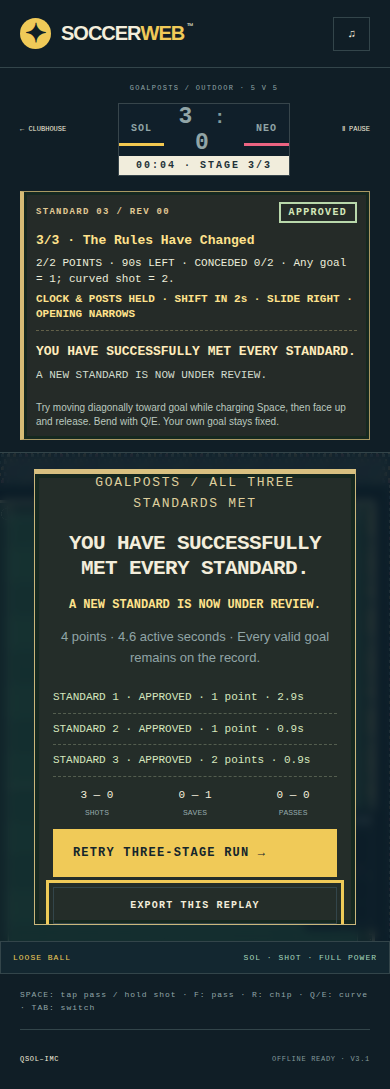 SOCCERWEB™
♫
GOALPOSTS / OUTDOOR · 5 V 5
← CLUBHOUSE
SOL 3 : 0 NEO
Ⅱ PAUSE
00:04 · STAGE 3/3
STANDARD 03 / REV 00
APPROVED
3/3 · The Rules Have Changed
2/2 POINTS · 90s LEFT · CONCEDED 0/2 · Any goal
= 1; curved shot = 2.
CLOCK & POSTS HELD · SHIFT IN 2s · SLIDE RIGHT ·
OPENING NARROWS
YOU HAVE SUCCESSFULLY MET EVERY STANDARD.
A NEW STANDARD IS NOW UNDER REVIEW.
Try moving diagonally toward goal while charging Space, then face up
and release. Bend with Q/E. Your own goal stays fixed.
GOALPOSTS / ALL THREE
STANDARDS MET
YOU HAVE SUCCESSFULLY
MET EVERY STANDARD.
A NEW STANDARD IS NOW UNDER REVIEW.
4 points · 4.6 active seconds · Every valid goal
remains on the record.
STANDARD 1 · APPROVED · 1 point · 2.9s
STANDARD 2 · APPROVED · 1 point · 0.9s
STANDARD 3 · APPROVED · 2 points · 0.9s
3 — 0 0 — 1 0 — 0
SHOTS SAVES PASSES
RETRY THREE-STAGE RUN →
EXPORT THIS REPLAY
LOOSE BALL
SOL · SHOT · FULL POWER
SPACE: tap pass / hold shot · F: pass · R: chip · Q/E: curve
· TAB: switch
QSOL-IMC
OFFLINE READY · V3.1